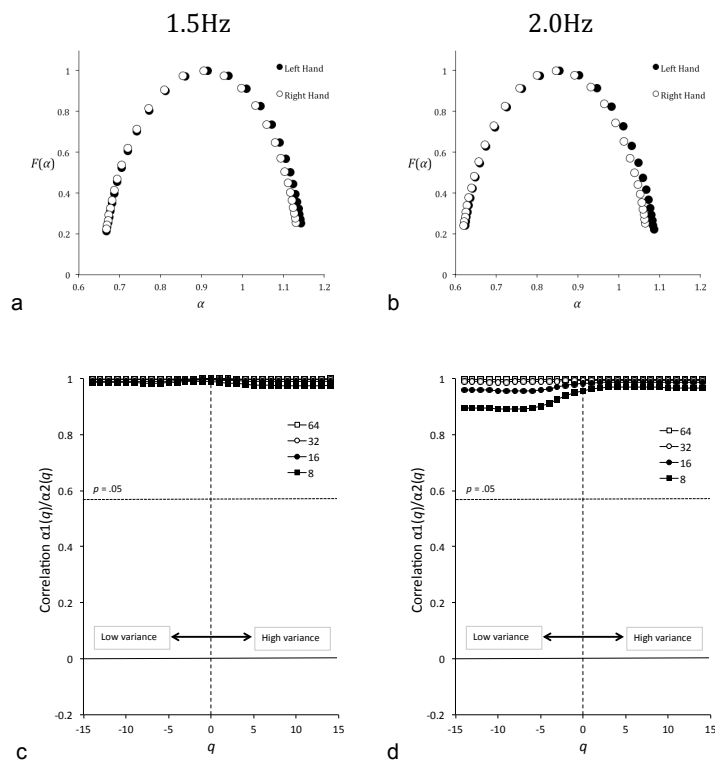 1.5Hz
2.0Hz
1
0.8
0.6
0.4
0.2
0
F(α)
Left Hand
Right Hand
0.6 0.7 0.8 0.9 1 1.1 1.2
α
a
1
0.8
0.6
0.4
0.2
0
F(α)
Left Hand
Right Hand
0.6 0.7 0.8 0.9 1 1.1 1.2
α
b
1
0.8
0.6
0.4
0.2
0
-0.2
Correlation α1(q)/α2(q)
64
32
16
8
p = .05
Low variance
High variance
-15 -10 -5 0 5 10 15
q
c
1
0.8
0.6
0.4
0.2
0
-0.2
Correlation α1(q)/α2(q)
64
32
16
8
p = .05
Low variance
High variance
-15 -10 -5 0 5 10 15
q
d